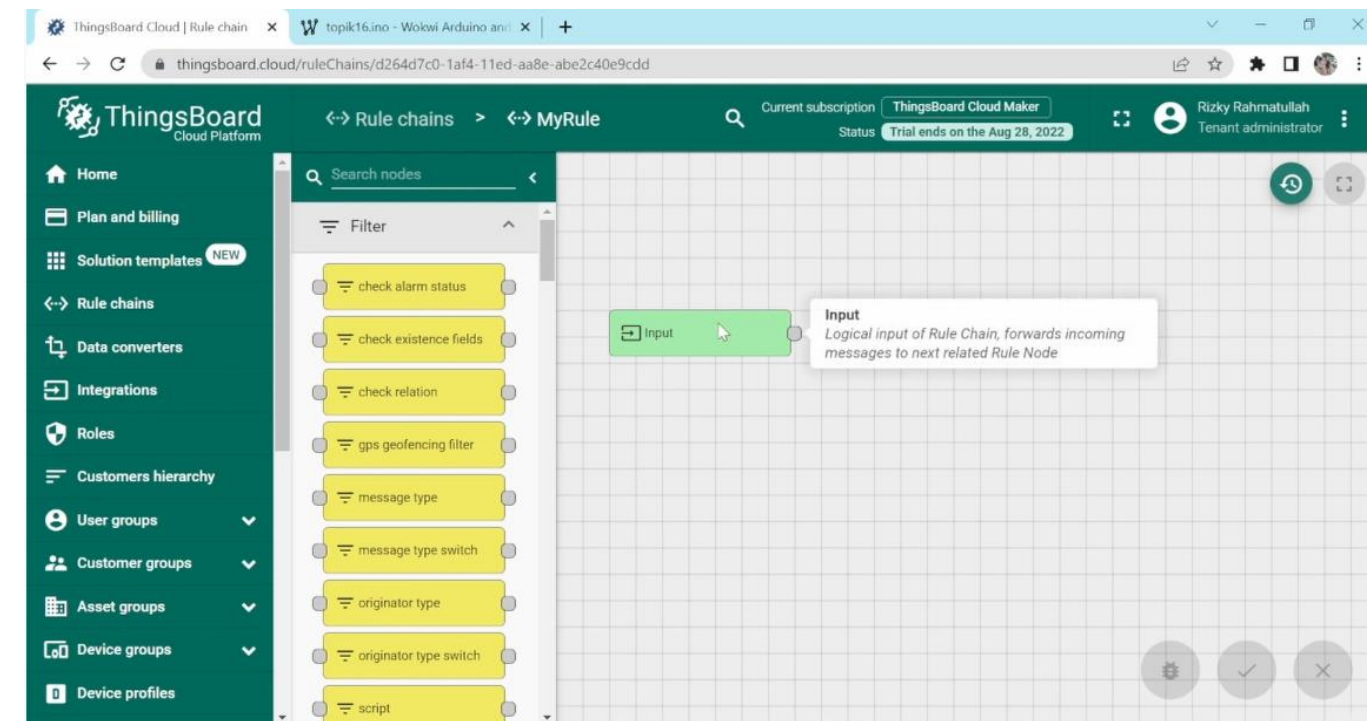 ThingsBoard Cloud | Rule chain
topik16.ino - Wokwi Arduino and
thingsboard.cloud/ruleChains/d264d7c0-1af4-11ed-aa8e-abe2c40e9cdd
ThingsBoard
Cloud Platform
Rule chains > MyRule
Current subscription ThingsBoard Cloud Maker
Status Trial ends on the Aug 28, 2022
Rizky Rahmatullah
Tenant administrator
Home
Plan and billing
Solution templates NEW
Rule chains
Data converters
Integrations
Roles
Customers hierarchy
User groups
Customer groups
Asset groups
Device groups
Device profiles
Search nodes
Filter
check alarm status
check existence fields
check relation
gps geofencing filter
message type
message type switch
originator type
originator type switch
script
Input
Input
Logical input of Rule Chain, forwards incoming
messages to next related Rule Node